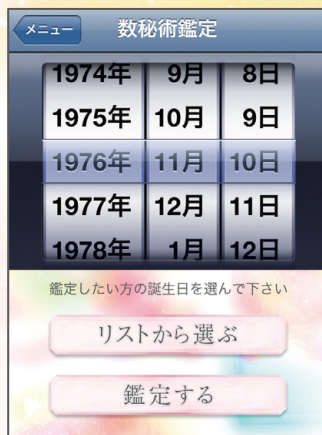 メニュー 数秘術鑑定
1974年 9月 8日
1975年 10月 9日
1976年 11月 10日
1977年 12月 11日
1978年 1月 12日
鑑定したい方の誕生日を選んで下さい
リストから選ぶ
鑑定する